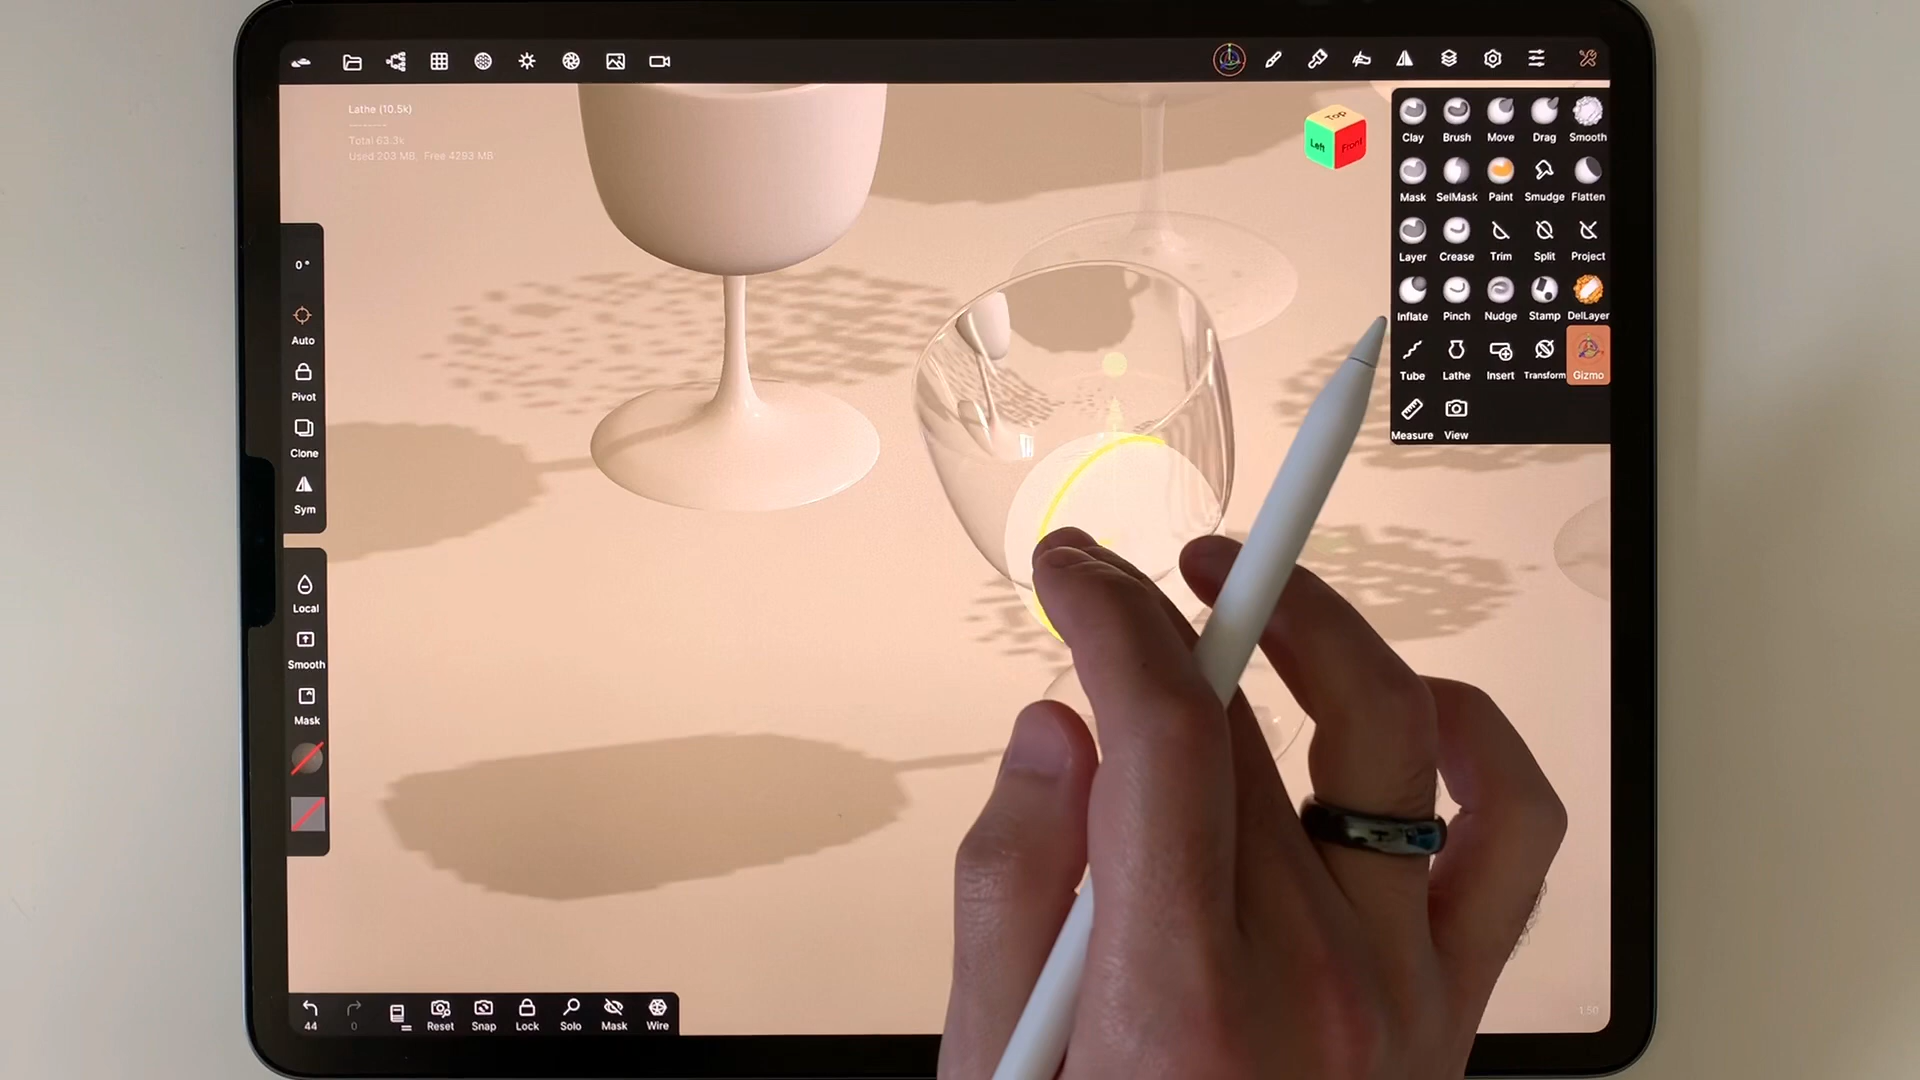 Lathe (10.5k)
Total 63.3k
Used 203 MB, Free 4293 MB
Top
Left
Front
Clay Brush Move Drag Smooth
Mask SelMask Paint Smudge Flatten
Layer Crease Trim Split Project
Inflate Pinch Nudge Stamp DelLayer
Tube Lathe Insert Transform Gizmo
Measure View
0°
Auto
Pivot
Clone
Sym
Local
Smooth
Mask
44 0 Reset Snap Lock Solo Mask Wire
1.50